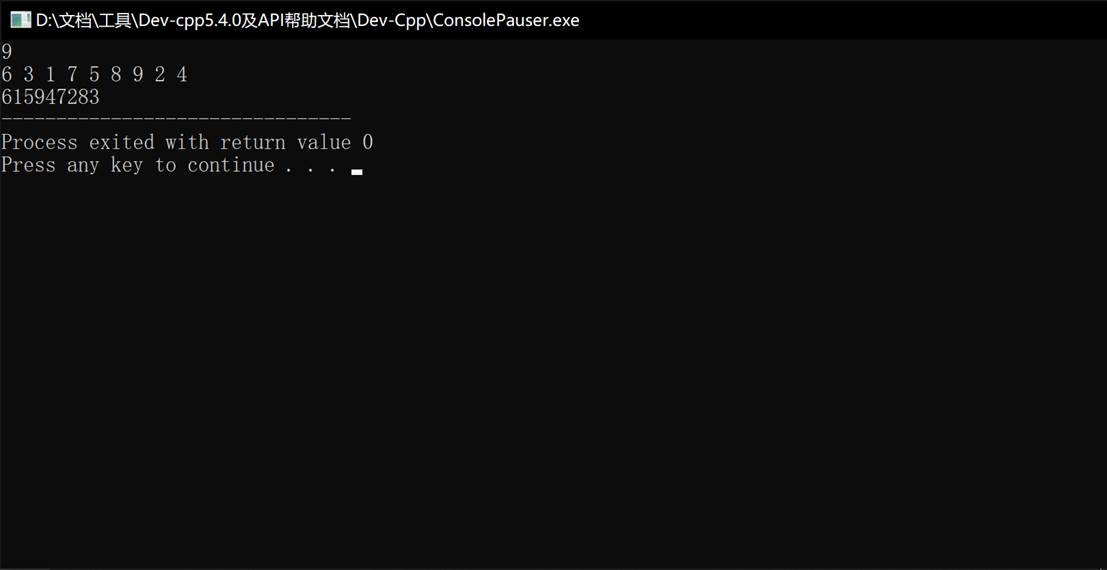 D:\文档\工具\Dev-cpp5.4.0及API帮助文档\Dev-Cpp\ConsolePauser.exe
9
6 3 1 7 5 8 9 2 4
615947283
--------------------------------
Process exited with return value 0
Press any key to continue . . .